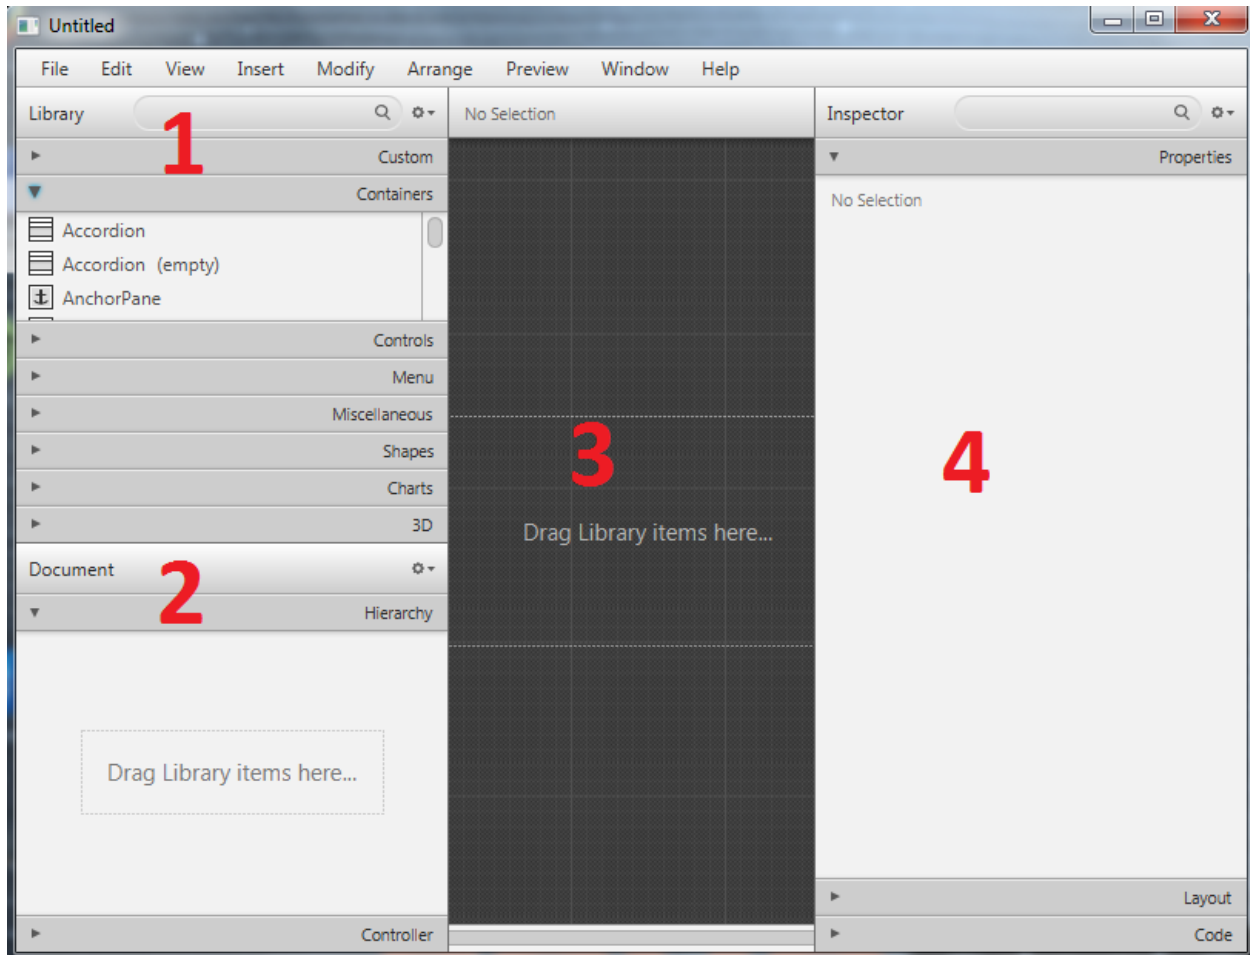 Untitled
File Edit View Insert Modify Arrange Preview Window Help
Library
1
Custom
Containers
Accordion
Accordion (empty)
AnchorPane
Controls
Menu
Miscellaneous
Shapes
Charts
3D
Document
2
Hierarchy
Drag Library items here...
Controller
No Selection
3
Drag Library items here...
Inspector
Properties
No Selection
4
Layout
Code